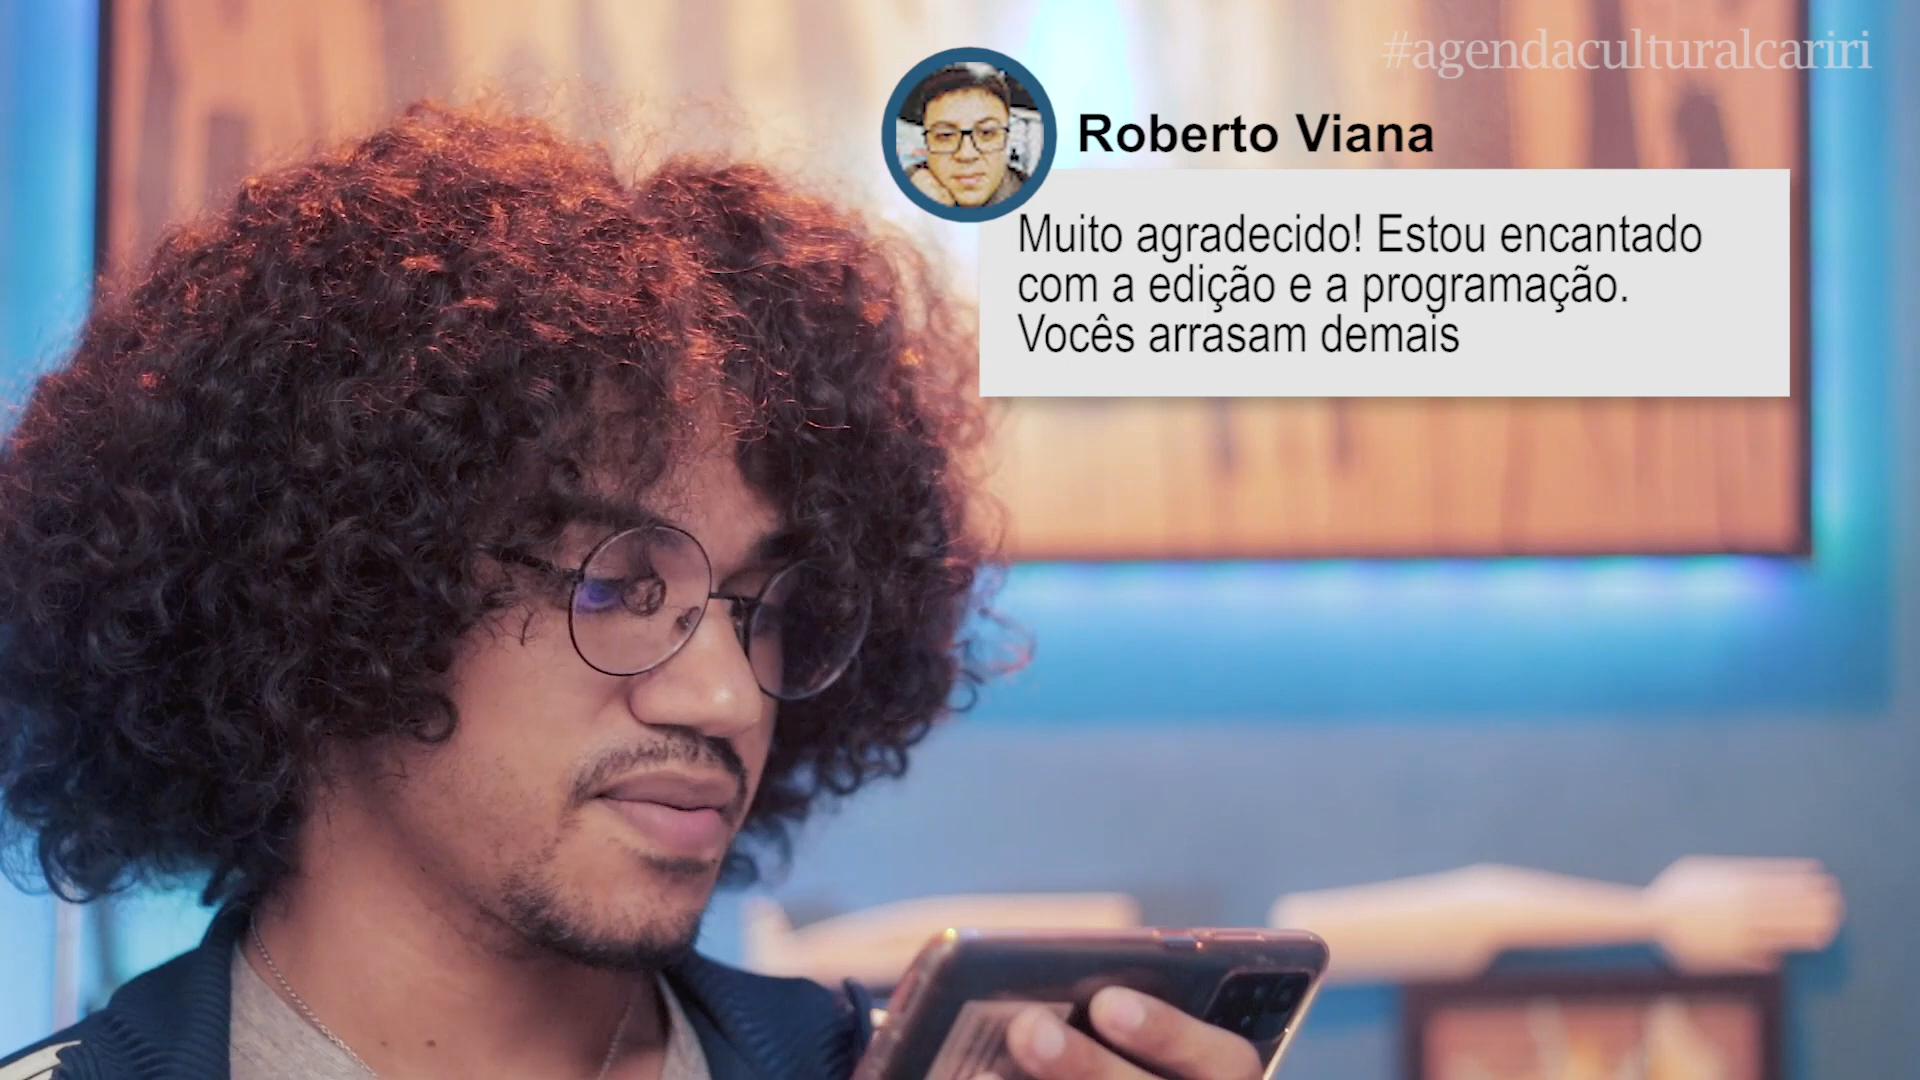 #agendaculturalcariri
Roberto Viana
Muito agradecido! Estou encantado
com a edição e a programação.
Vocês arrasam demais